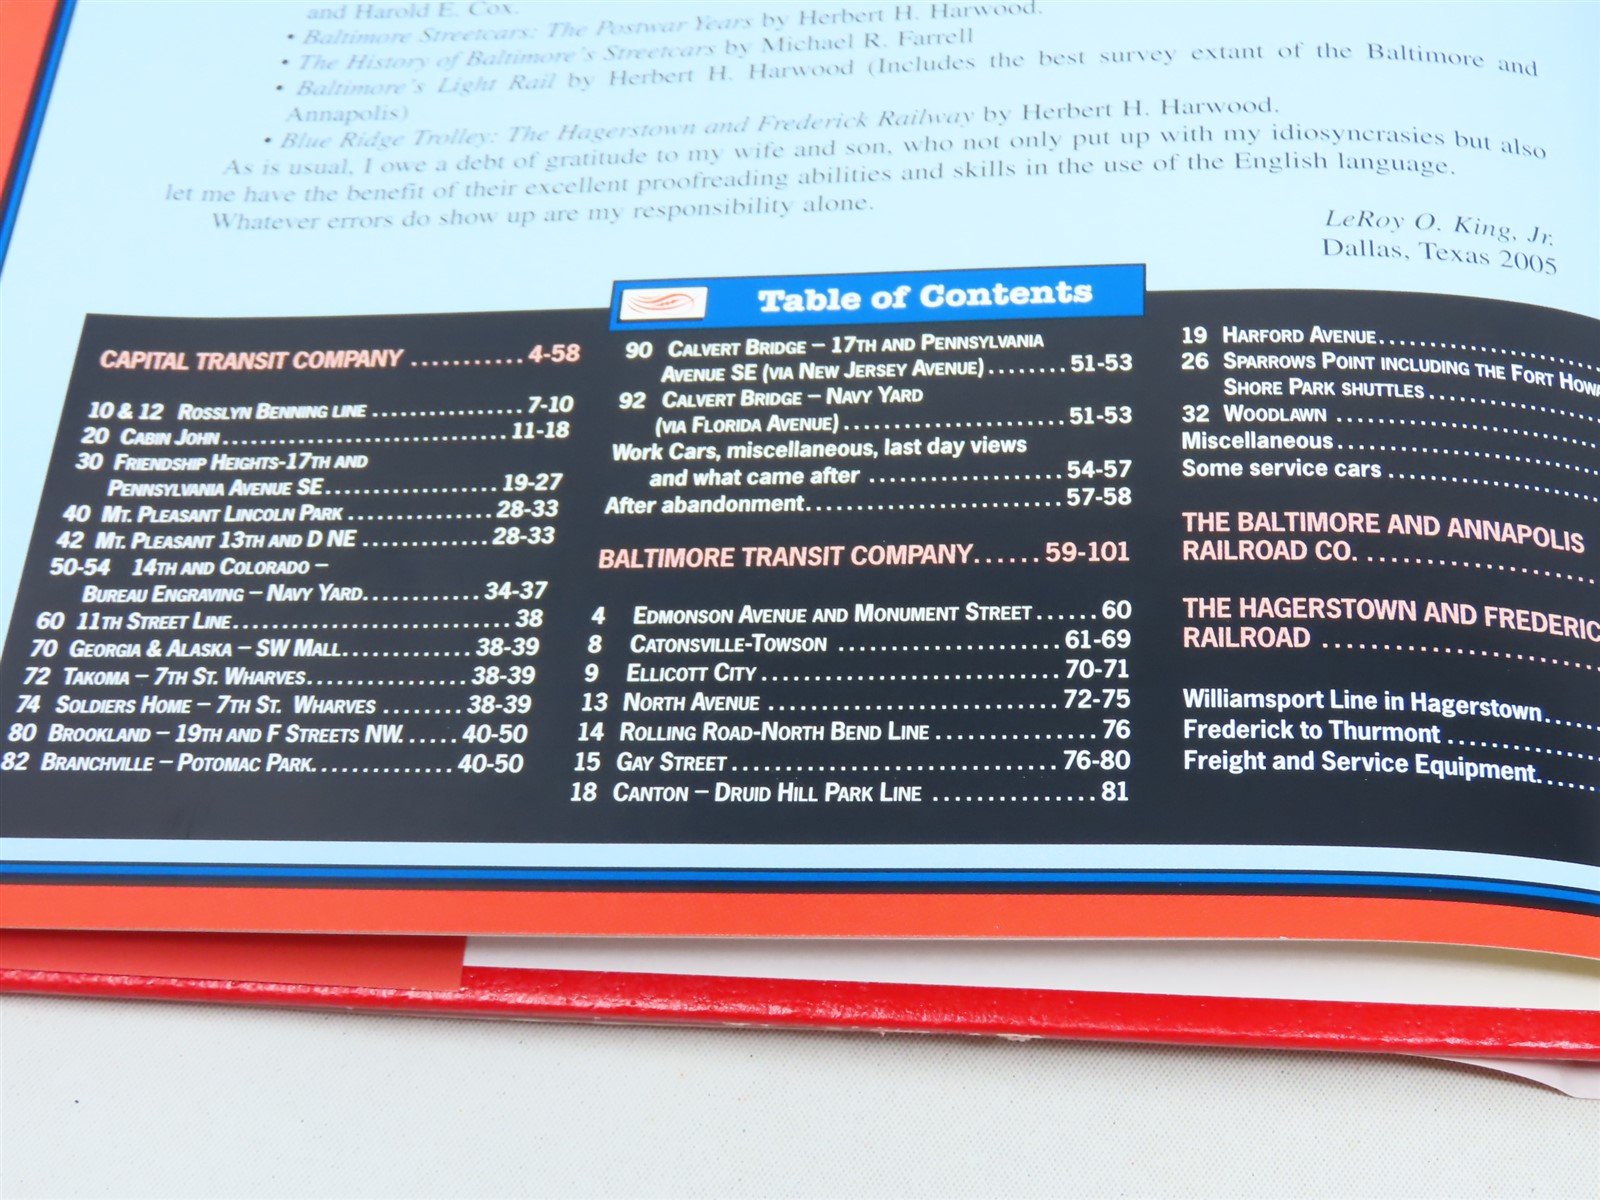 and Harold E. Cox.
• Baltimore Streetcars: The Postwar Years by Herbert H. Harwood.
• The History of Baltimore's Streetcars by Michael R. Farrell
• Baltimore's Light Rail by Herbert H. Harwood (Includes the best survey extant of the Baltimore and
Annapolis)
• Blue Ridge Trolley: The Hagerstown and Frederick Railway by Herbert H. Harwood.
As is usual, I owe a debt of gratitude to my wife and son, who not only put up with my idiosyncrasies but also
let me have the benefit of their excellent proofreading abilities and skills in the use of the English language.
Whatever errors do show up are my responsibility alone.
LeRoy O. King, Jr.
Dallas, Texas 2005
Table of Contents
CAPITAL TRANSIT COMPANY ........... 4-58
10 & 12 ROSSLYN BENNING LINE ................ 7-10
20 CABIN JOHN .............................. 11-18
30 FRIENDSHIP HEIGHTS-17TH AND
PENNSYLVANIA AVENUE SE .................. 19-27
40 MT. PLEASANT LINCOLN PARK ................ 28-33
42 MT. PLEASANT 13TH AND D NE ............. 28-33
50-54 14TH AND COLORADO –
BUREAU ENGRAVING – NAVY YARD ............ 34-37
60 11TH STREET LINE .............................. 38
70 GEORGIA & ALASKA – SW MALL ............. 38-39
72 TAKOMA – 7TH ST. WHARVES ................. 38-39
74 SOLDIERS HOME – 7TH ST. WHARVES ........ 38-39
80 BROOKLAND – 19TH AND F STREETS NW ...... 40-50
82 BRANCHVILLE – POTOMAC PARK ............... 40-50
90 CALVERT BRIDGE – 17TH AND PENNSYLVANIA
AVENUE SE (VIA NEW JERSEY AVENUE) ........ 51-53
92 CALVERT BRIDGE – NAVY YARD
(VIA FLORIDA AVENUE) ....................... 51-53
Work Cars, miscellaneous, last day views
and what came after .................... 54-57
After abandonment ........................... 57-58
BALTIMORE TRANSIT COMPANY ...... 59-101
4 EDMONSON AVENUE AND MONUMENT STREET ...... 60
8 CATONSVILLE-TOWSON ....................... 61-69
9 ELLICOTT CITY .............................. 70-71
13 NORTH AVENUE .............................. 72-75
14 ROLLING ROAD-NORTH BEND LINE ................ 76
15 GAY STREET ................................. 76-80
18 CANTON – DRUID HILL PARK LINE ................ 81
19 HARFORD AVENUE ....................
26 SPARROWS POINT INCLUDING THE FORT
SHORE PARK SHUTTLES ...................
32 WOODLAWN ..........................
Miscellaneous ..........................
Some service cars ......................
THE BALTIMORE AND ANNAPOLIS
RAILROAD CO. ....................
THE HAGERSTOWN AND
RAILROAD ........................
Williamsport Line in Hagerstown .....
Frederick to Thurmont ..............
Freight and Service Equipment ......